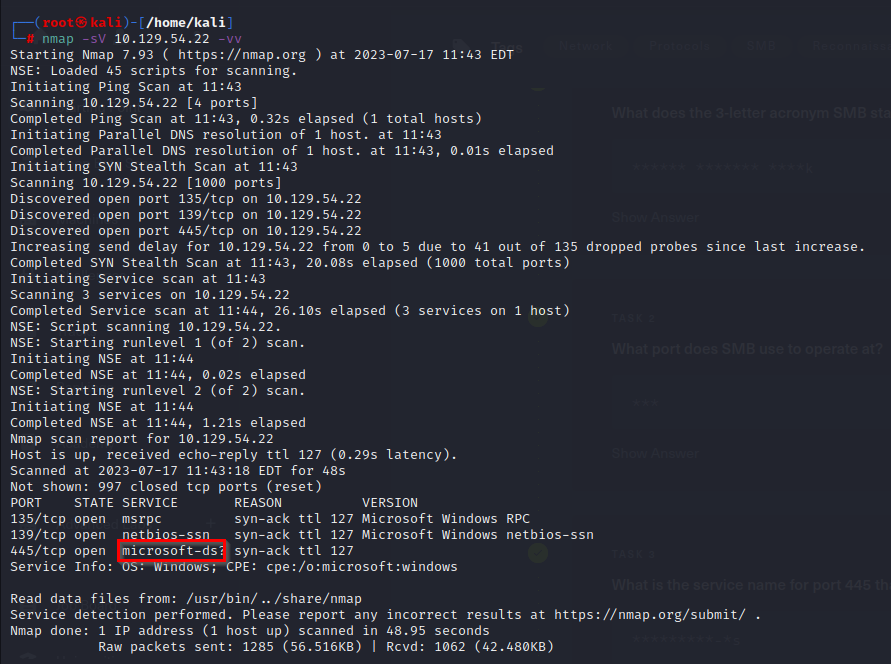 ┌──(root㉿kali)-[/home/kali]
└─# nmap -sV 10.129.54.22 -vv
Starting Nmap 7.93 ( https://nmap.org ) at 2023-07-17 11:43 EDT
NSE: Loaded 45 scripts for scanning.
Initiating Ping Scan at 11:43
Scanning 10.129.54.22 [4 ports]
Completed Ping Scan at 11:43, 0.32s elapsed (1 total hosts)
Initiating Parallel DNS resolution of 1 host. at 11:43
Completed Parallel DNS resolution of 1 host. at 11:43, 0.01s elapsed
Initiating SYN Stealth Scan at 11:43
Scanning 10.129.54.22 [1000 ports]
Discovered open port 135/tcp on 10.129.54.22
Discovered open port 139/tcp on 10.129.54.22
Discovered open port 445/tcp on 10.129.54.22
Increasing send delay for 10.129.54.22 from 0 to 5 due to 41 out of 135 dropped probes since last increase.
Completed SYN Stealth Scan at 11:43, 20.08s elapsed (1000 total ports)
Initiating Service scan at 11:43
Scanning 3 services on 10.129.54.22
Completed Service scan at 11:44, 26.10s elapsed (3 services on 1 host)
NSE: Script scanning 10.129.54.22.
NSE: Starting runlevel 1 (of 2) scan.
Initiating NSE at 11:44
Completed NSE at 11:44, 0.02s elapsed
NSE: Starting runlevel 2 (of 2) scan.
Initiating NSE at 11:44
Completed NSE at 11:44, 1.21s elapsed
Nmap scan report for 10.129.54.22
Host is up, received echo-reply ttl 127 (0.29s latency).
Scanned at 2023-07-17 11:43:18 EDT for 48s
Not shown: 997 closed tcp ports (reset)
PORT    STATE SERVICE       REASON          VERSION
135/tcp open  msrpc         syn-ack ttl 127 Microsoft Windows RPC
139/tcp open  netbios-ssn   syn-ack ttl 127 Microsoft Windows netbios-ssn
445/tcp open  microsoft-ds? syn-ack ttl 127
Service Info: OS: Windows; CPE: cpe:/o:microsoft:windows
Read data files from: /usr/bin/../share/nmap
Service detection performed. Please report any incorrect results at https://nmap.org/submit/ .
Nmap done: 1 IP address (1 host up) scanned in 48.95 seconds
           Raw packets sent: 1285 (56.516KB) | Rcvd: 1062 (42.480KB)
Network Protocols SMB
What does the 3-letter acronym SMB
Show Answer
What port does SMB use to operate at?
Show Answer
What is the service name for port